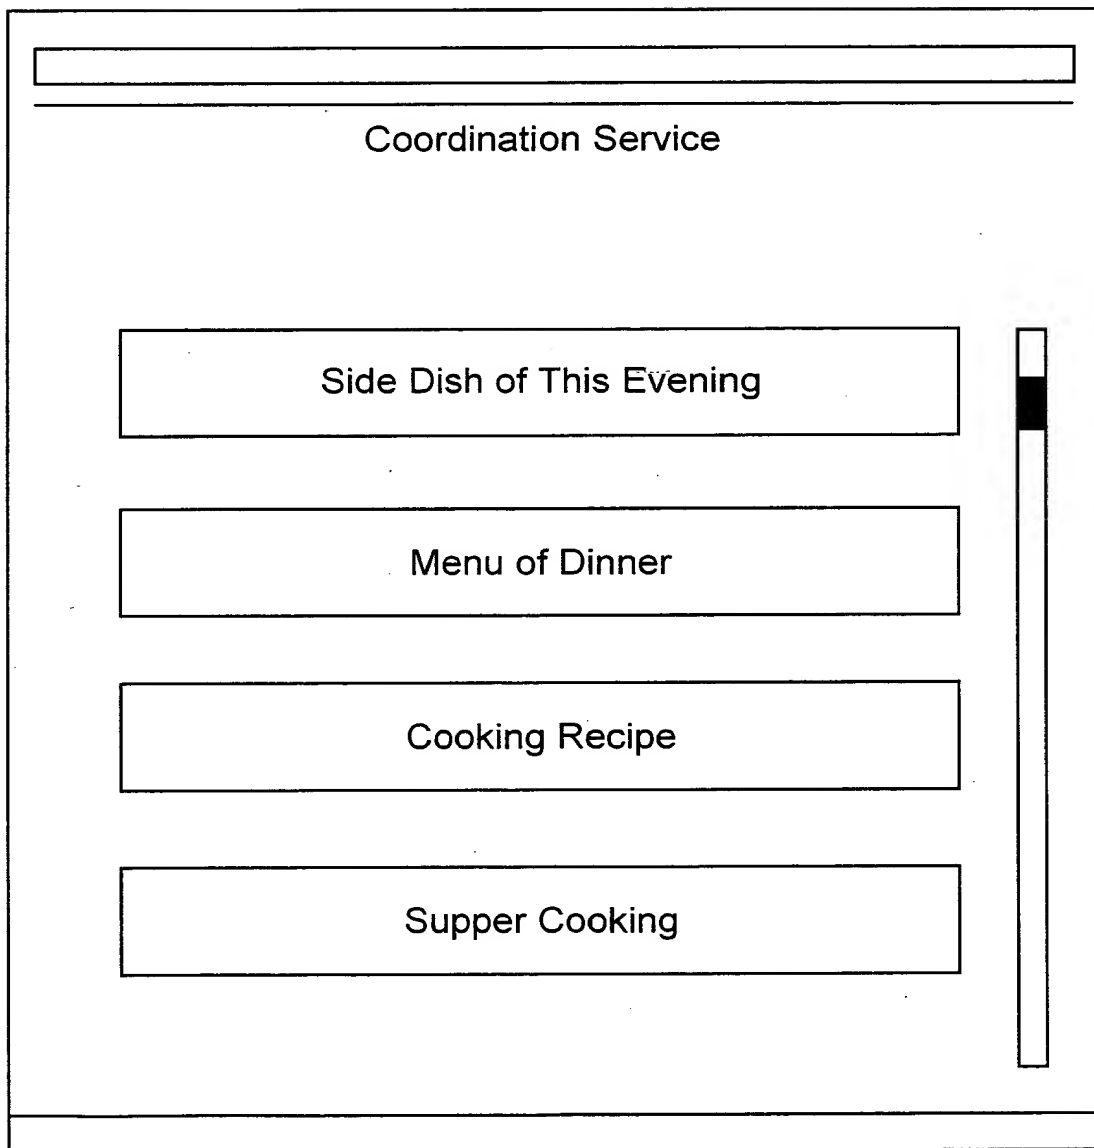 Coordination Service
Side Dish of This Evening
Menu of Dinner
Cooking Recipe
Supper Cooking